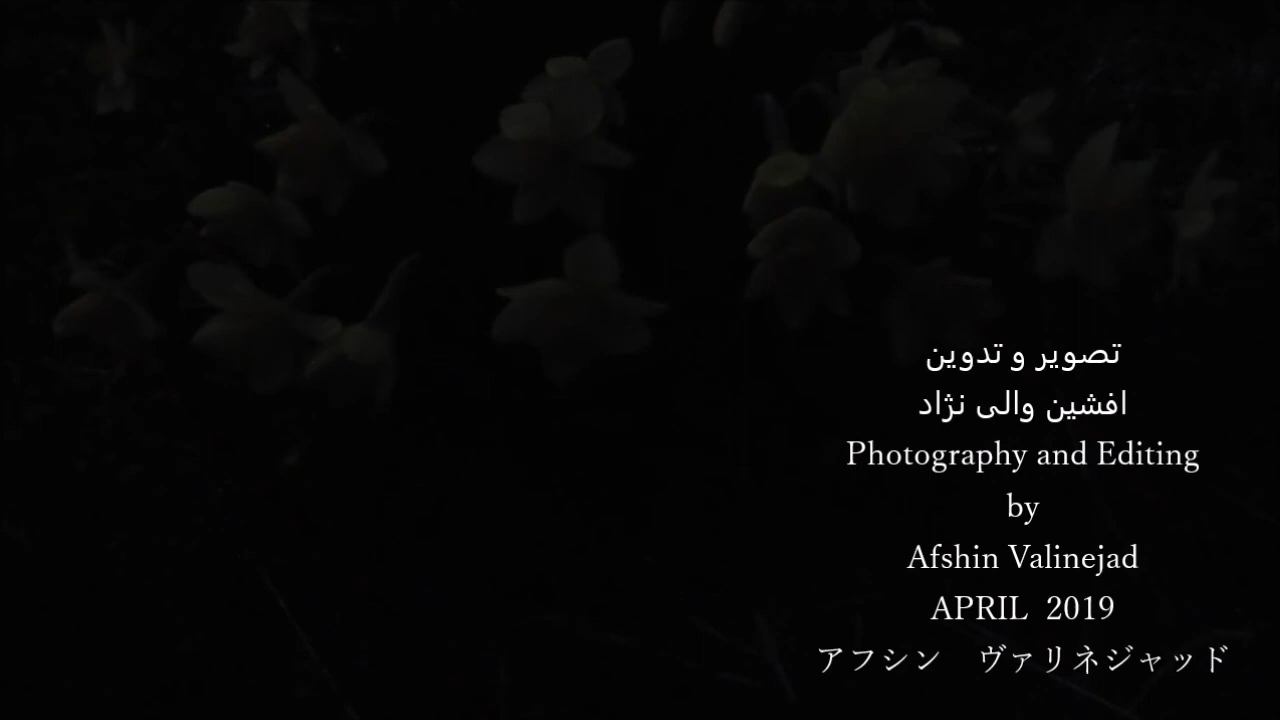 تصویر و تدوین
افشین والی نژاد
Photography and Editing
by
Afshin Valinejad
APRIL 2019
アフシン　ヴァリネジャッド